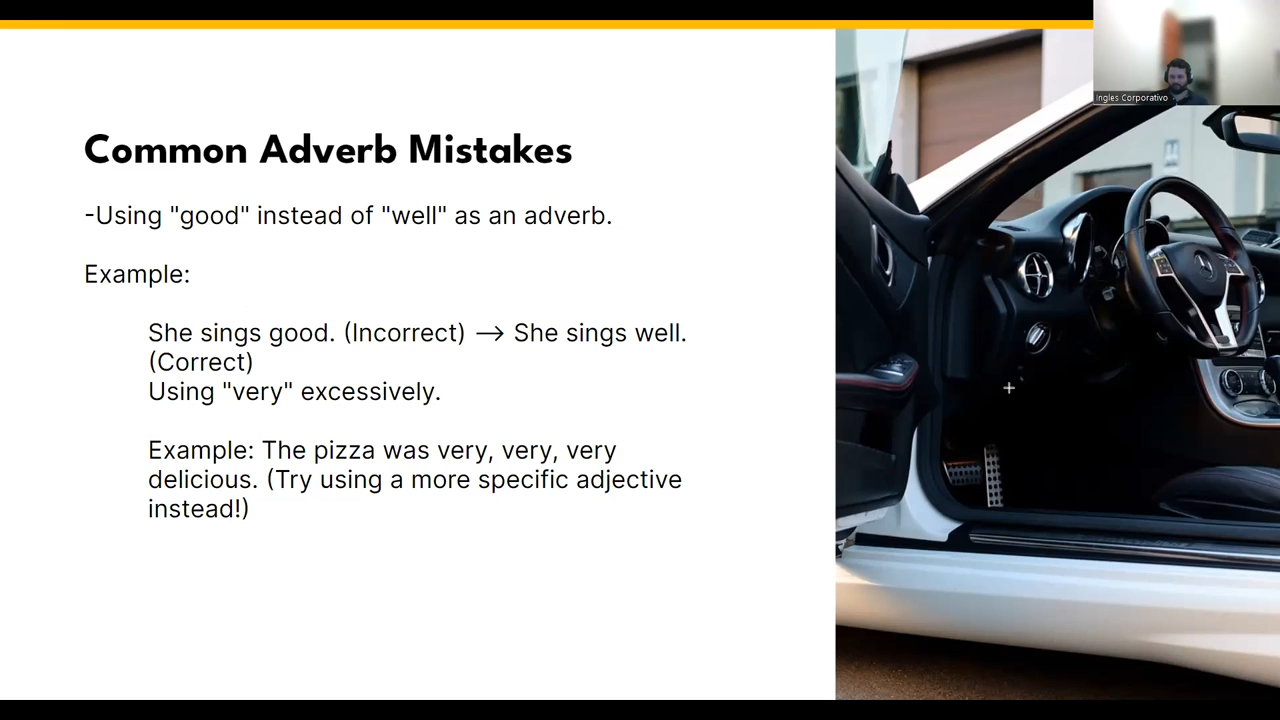 Common Adverb Mistakes
-Using "good" instead of "well" as an adverb.
Example:
She sings good. (Incorrect) --> She sings well.
(Correct)
Using "very" excessively.
Example: The pizza was very, very, very
delicious. (Try using a more specific adjective
instead!)
Ingles Corporativo